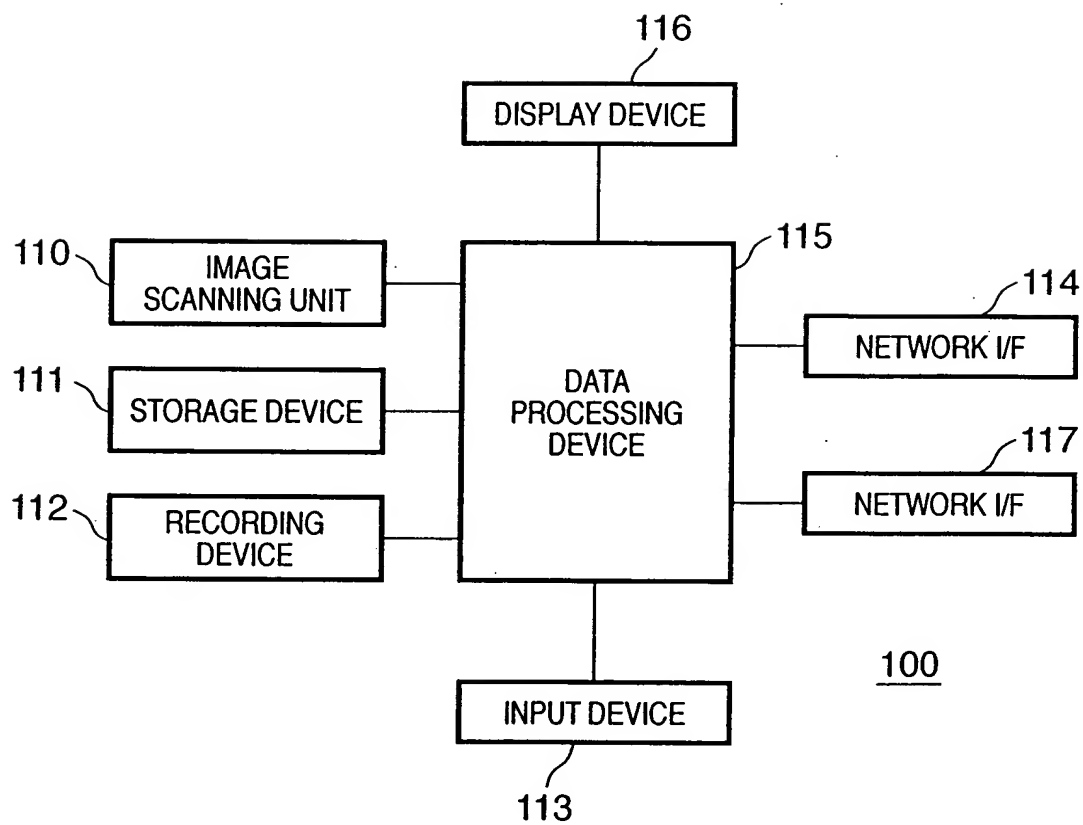 116
DISPLAY DEVICE
110
IMAGE
SCANNING UNIT
115
114
NETWORK I/F
111
STORAGE DEVICE
DATA
PROCESSING
DEVICE
117
NETWORK I/F
112
RECORDING
DEVICE
100
INPUT DEVICE
113